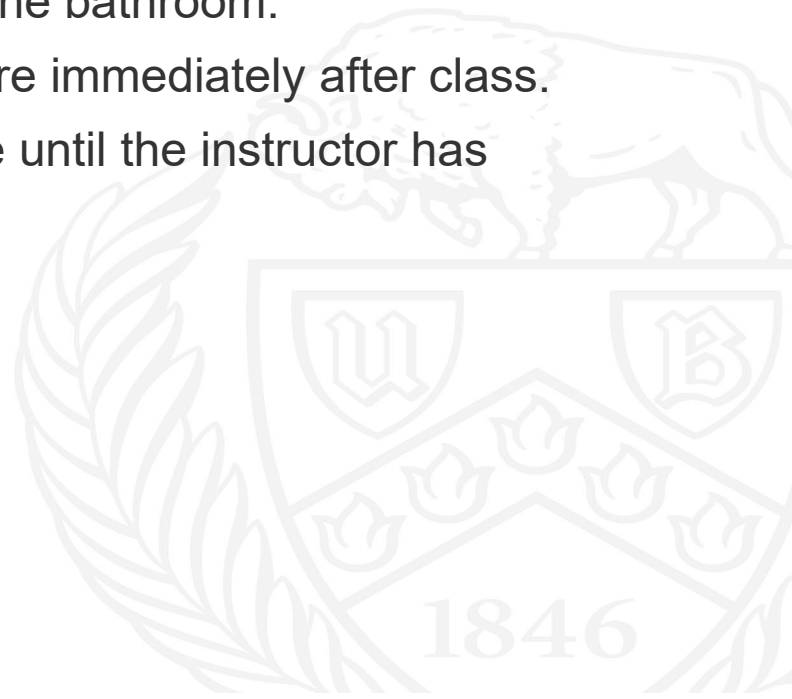 he bathroom.
re immediately after class.
e until the instructor has
U B
1846